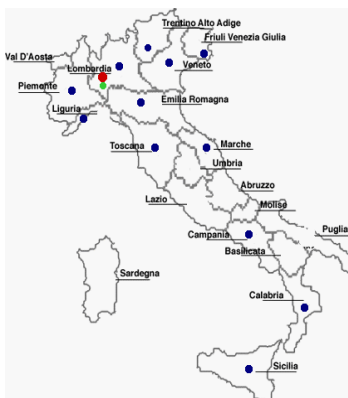 Trentino Alto Adige
Friuli Venezia Giulia
Val D'Aosta
Lombardia
Veneto
Piemonte
Emilia Romagna
Liguria
Toscana
Marche
Umbria
Abruzzo
Lazio
Molise
Puglia
Campania
Basilicata
Sardegna
Calabria
Sicilia